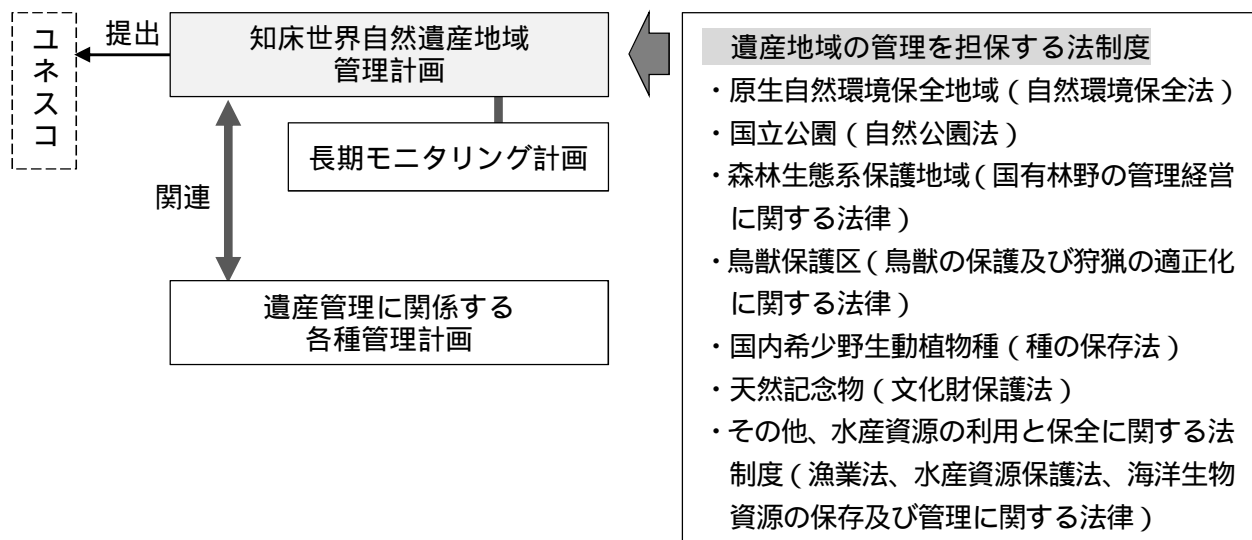 ユネスコ
提出
知床世界自然遺産地域
管理計画
長期モニタリング計画
関連
遺産管理に関係する
各種管理計画
遺産地域の管理を担保する法制度
・原生自然環境保全地域(自然環境保全法)
・国立公園(自然公園法)
・森林生態系保護地域(国有林野の管理経営
に関する法律)
・鳥獣保護区(鳥獣の保護及び狩猟の適正化
に関する法律)
・国内希少野生動植物種(種の保存法)
・天然記念物(文化財保護法)
・その他、水産資源の利用と保全に関する法
制度(漁業法、水産資源保護法、海洋生物
資源の保存及び管理に関する法律)